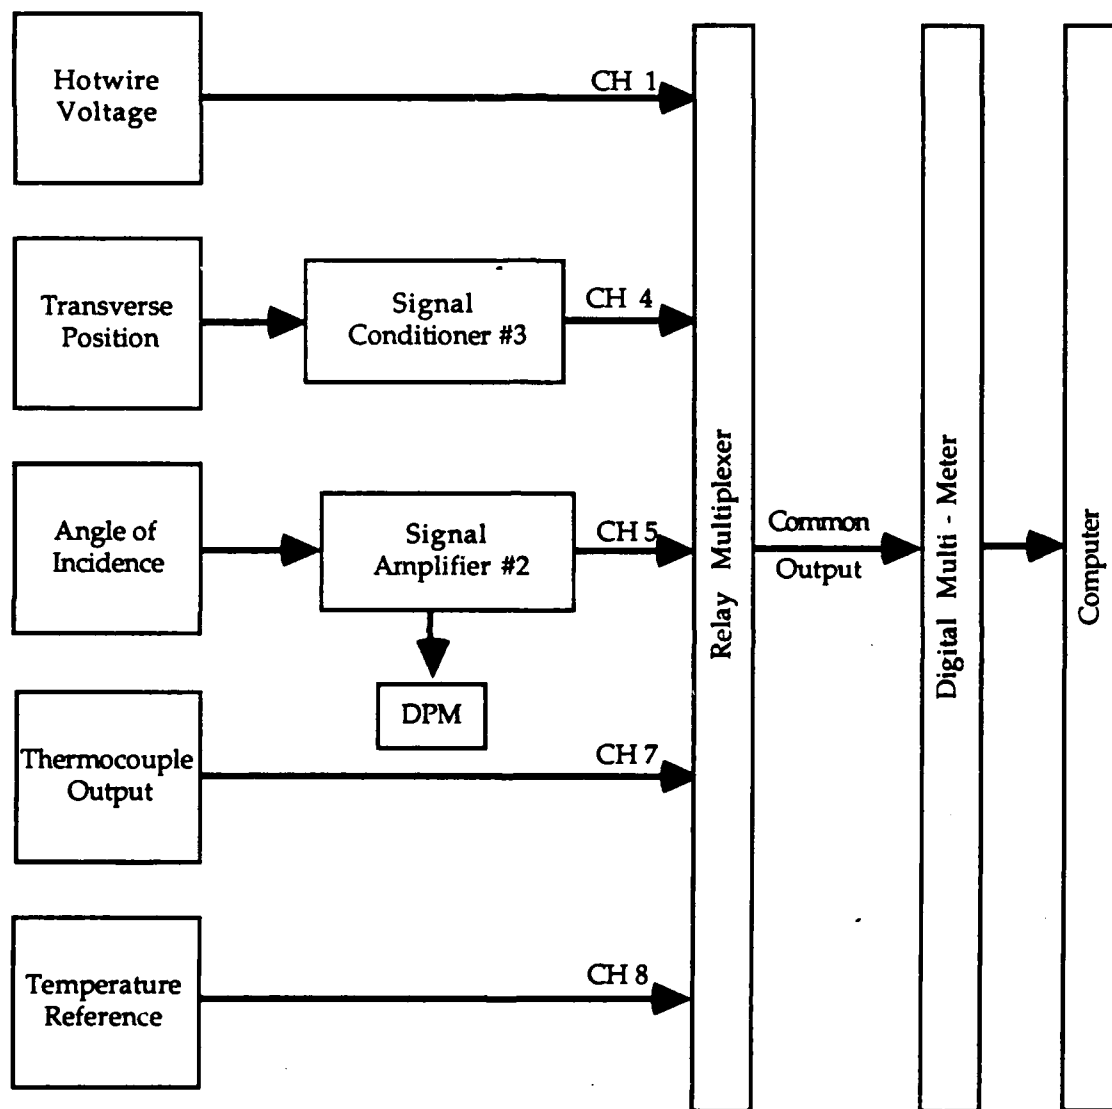 Hotwire
Voltage
CH 1
Transverse
Position
Signal
Conditioner #3
CH 4
Angle of
Incidence
Signal
Amplifier #2
CH 5
DPM
Thermocouple
Output
CH 7
Temperature
Reference
CH 8
Relay Multiplexer
Common
Output
Digital Multi - Meter
Computer